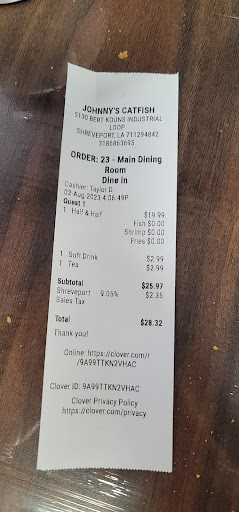 JOHNNY'S CATFISH
5130 BERT KOUNS INDUSTRIAL
LOOP
SHREVEPORT, LA 711294842
3186863695
ORDER: 23 - Main Dining
Room
Dine In
Cashier: Taylor D
02-Aug-2023 4:06:49P
Guest 1
1 Half & Half $19.99
Fish $0.00
Shrimp $0.00
Fries $0.00
1 Soft Drink $2.99
1 Tea $2.99
Subtotal $25.97
Shreveport 9.05% $2.35
Sales Tax
Total $28.32
Thank you!
Online: https://clover.com/r
/9A99TTKN2VHAC
Clover ID: 9A99TTKN2VHAC
Clover Privacy Policy
https://clover.com/privacy